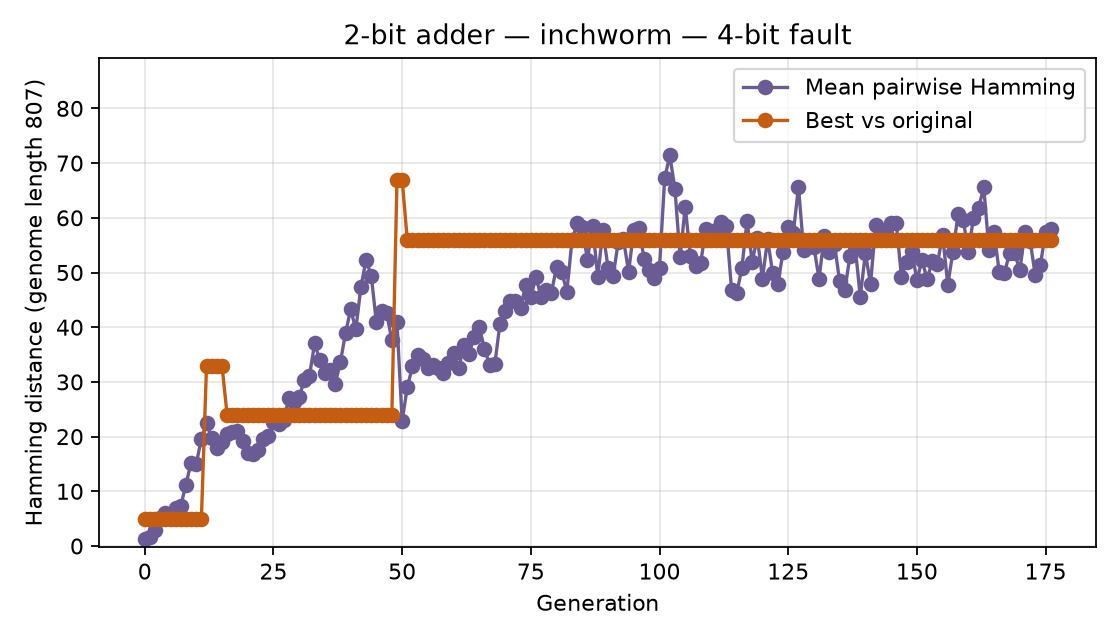 2-bit adder — inchworm — 4-bit fault
Hamming distance (genome length 807)
Mean pairwise Hamming
Best vs original
80
70
60
50
40
30
20
10
0
0 25 50 75 100 125 150 175
Generation